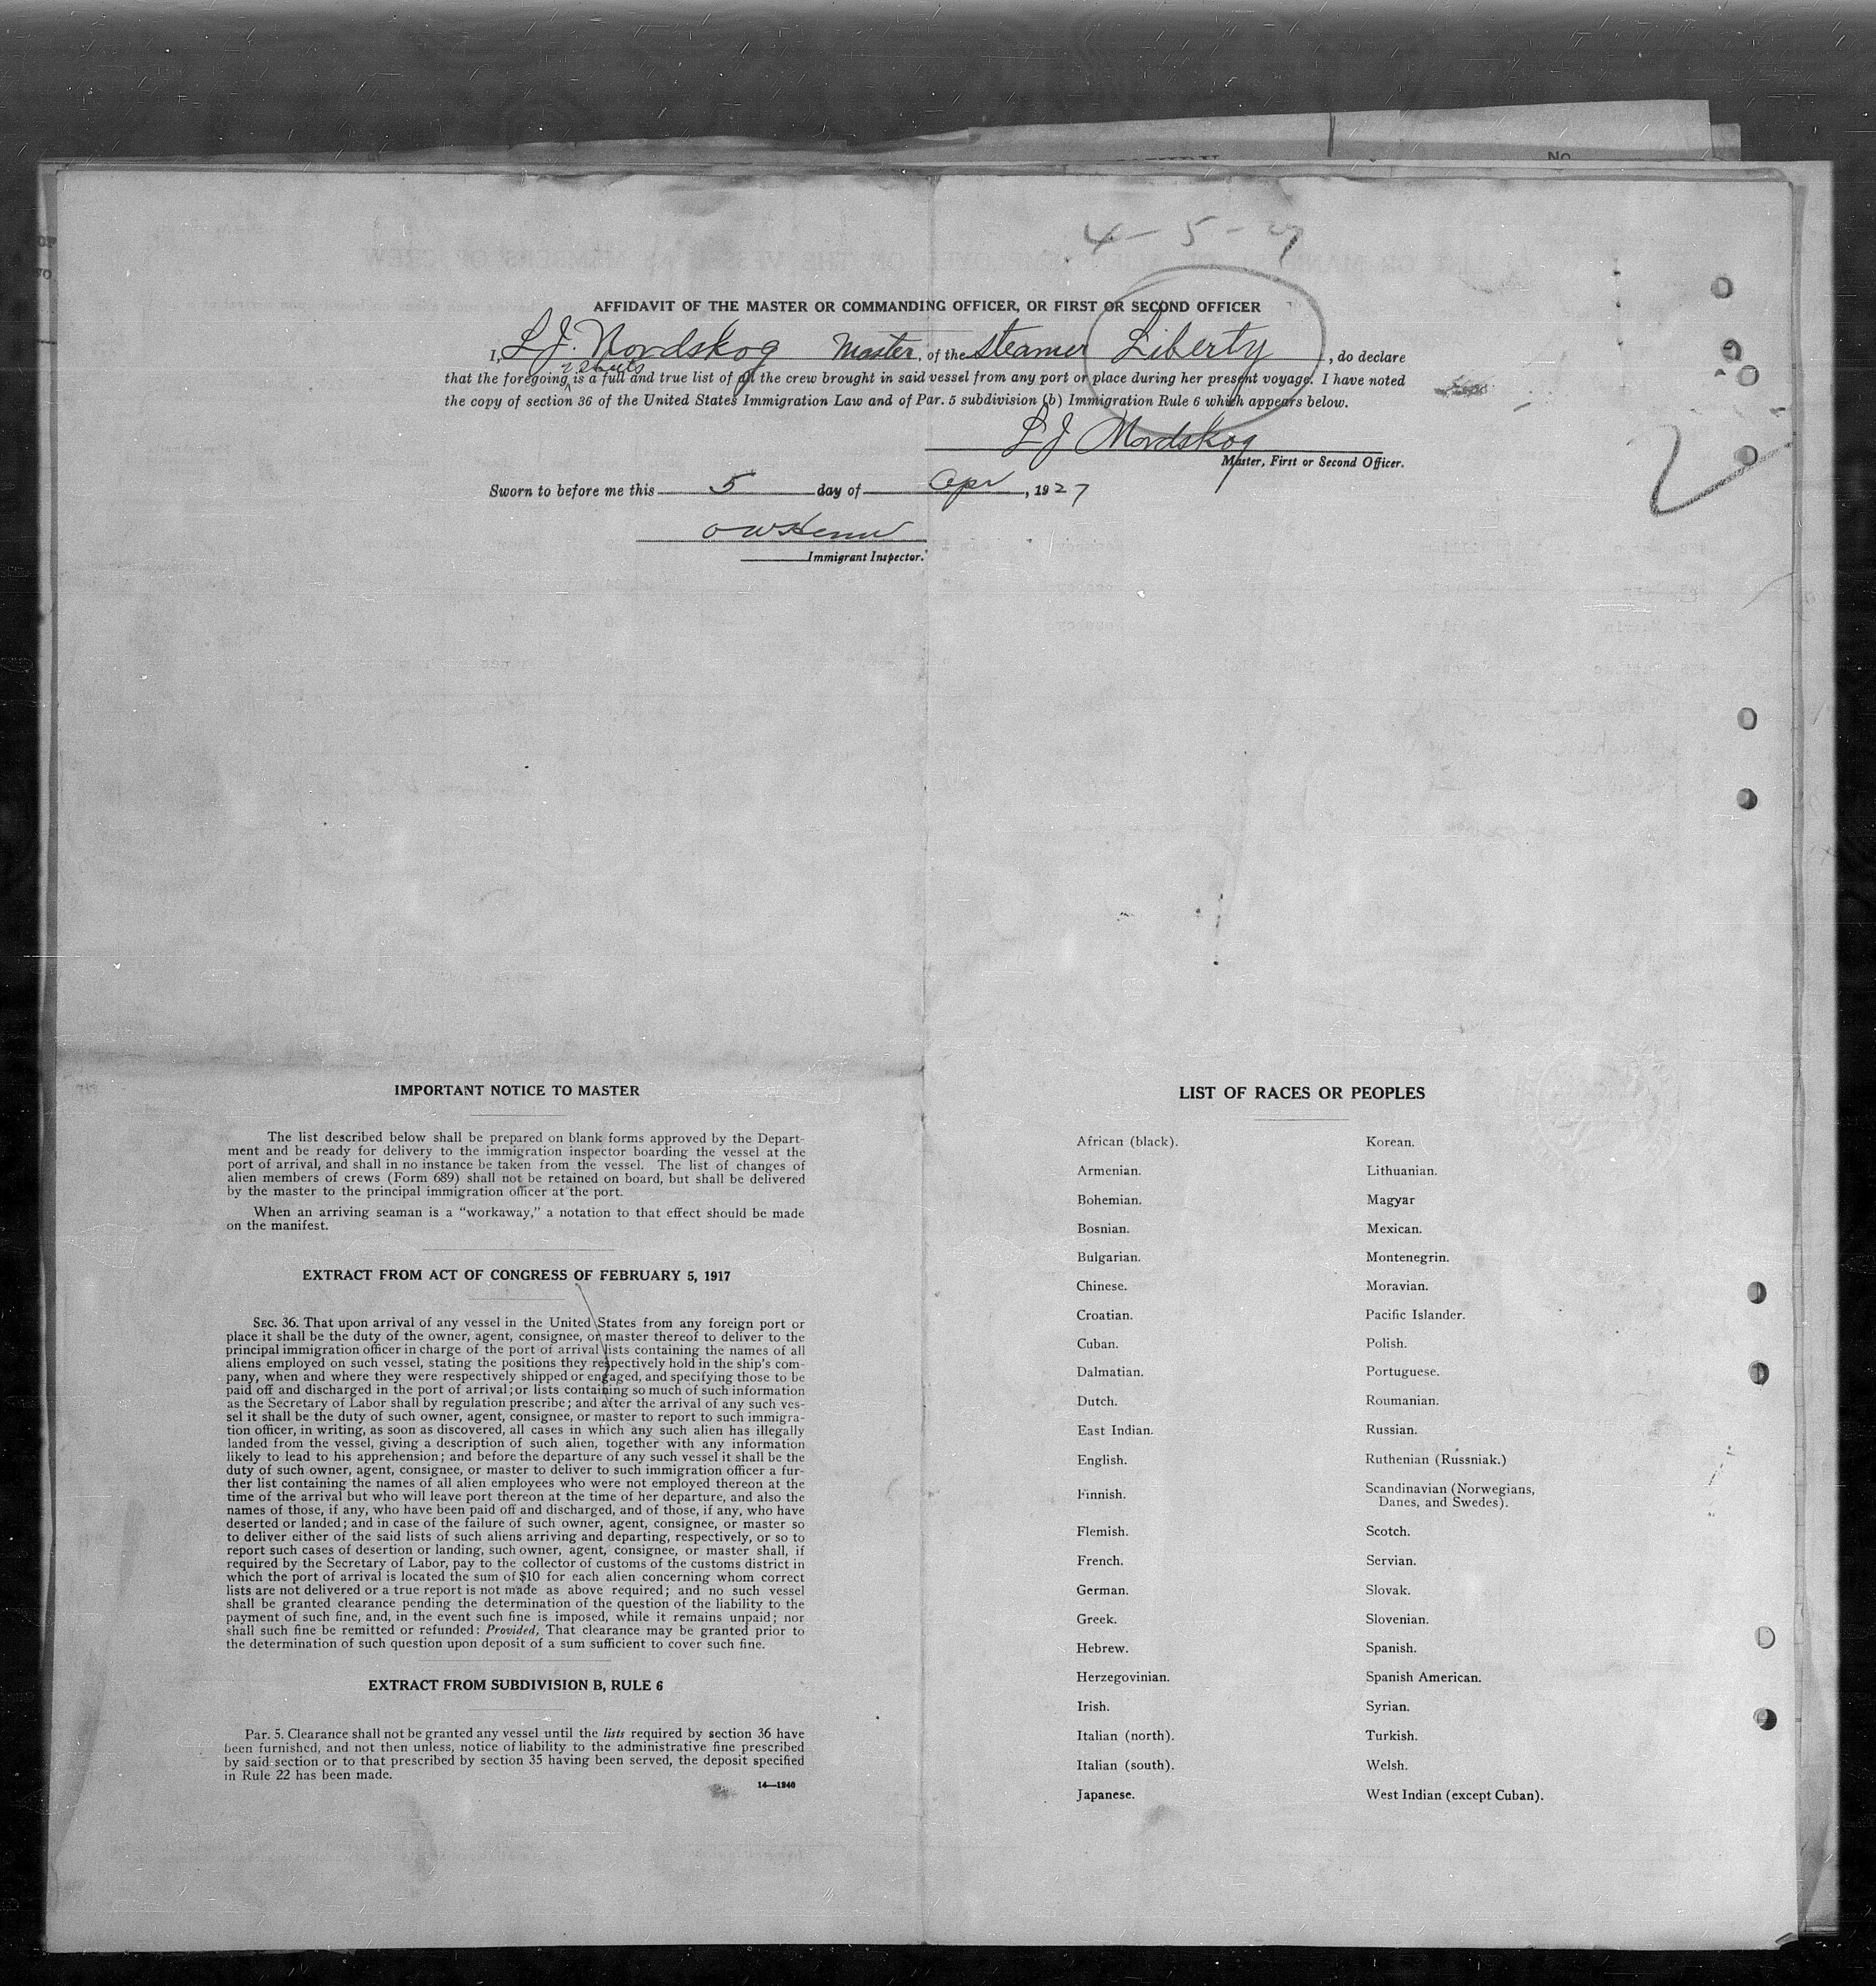 No
4-5-27
AFFIDAVIT OF THE MASTER OR COMMANDING OFFICER, OR FIRST OR SECOND OFFICER
I, L J. Nordskog Master, of the Steamer Liberty, do declare
2 sheets
that the foregoing ^ is a full and true list of all the crew brought in said vessel from any port or place during her present voyage. I have noted
the copy of section 36 of the United States Immigration Law and of Par. 5 subdivision (b) Immigration Rule 6 which appears below.
L J Nordskog
Master, First or Second Officer.
Sworn to before me this 5 day of Apr, 1927
Immigrant Inspector.
IMPORTANT NOTICE TO MASTER
The list described below shall be prepared on blank forms approved by the Depart-
ment and be ready for delivery to the immigration inspector boarding the vessel at the
port of arrival, and shall in no instance be taken from the vessel. The list of changes of
alien members of crews (Form 689) shall not be retained on board, but shall be delivered
by the master to the principal immigration officer at the port.
When an arriving seaman is a "workaway," a notation to that effect should be made
on the manifest.
EXTRACT FROM ACT OF CONGRESS OF FEBRUARY 5, 1917
SEC. 36. That upon arrival of any vessel in the United States from any foreign port or
place it shall be the duty of the owner, agent, consignee, or master thereof to deliver to the
principal immigration officer in charge of the port of arrival lists containing the names of all
aliens employed on such vessel, stating the positions they respectively hold in the ship's com-
pany, when and where they were respectively shipped or engaged, and specifying those to be
paid off and discharged in the port of arrival; or lists containing so much of such information
as the Secretary of Labor shall by regulation prescribe; and after the arrival of any such ves-
sel it shall be the duty of such owner, agent, consignee, or master to report to such immigra-
tion officer, in writing, as soon as discovered, all cases in which any such alien has illegally
landed from the vessel, giving a description of such alien, together with any information
likely to lead to his apprehension; and before the departure of any such vessel it shall be the
duty of such owner, agent, consignee, or master to deliver to such immigration officer a fur-
ther list containing the names of all alien employees who were not employed thereon at the
time of the arrival but who will leave port thereon at the time of her departure, and also the
names of those, if any, who have been paid off and discharged, and of those, if any, who have
deserted or landed; and in case of the failure of such owner, agent, consignee, or master so
to deliver either of the said lists of such aliens arriving and departing, respectively, or so to
report such cases of desertion or landing, such owner, agent, consignee, or master shall, if
required by the Secretary of Labor, pay to the collector of customs of the customs district in
which the port of arrival is located the sum of $10 for each alien concerning whom correct
lists are not delivered or a true report is not made as above required; and no such vessel
shall be granted clearance pending the determination of the question of the liability to the
payment of such fine, and, in the event such fine is imposed, while it remains unpaid; nor
shall such fine be remitted or refunded: Provided, That clearance may be granted prior to
the determination of such question upon deposit of a sum sufficient to cover such fine.
EXTRACT FROM SUBDIVISION B, RULE 6
Par. 5. Clearance shall not be granted any vessel until the lists required by section 36 have
been furnished, and not then unless, notice of liability to the administrative fine prescribed
by said section or to that prescribed by section 35 having been served, the deposit specified
in Rule 22 has been made.
14—1940
LIST OF RACES OR PEOPLES
African (black).
Armenian.
Bohemian.
Bosnian.
Bulgarian.
Chinese.
Croatian.
Cuban.
Dalmatian.
Dutch.
East Indian.
English.
Finnish.
Flemish.
French.
German.
Greek.
Hebrew.
Herzegovinian.
Irish.
Italian (north).
Italian (south).
Japanese.
Korean.
Lithuanian.
Magyar
Mexican.
Montenegrin.
Moravian.
Pacific Islander.
Polish.
Portuguese.
Roumanian.
Russian.
Ruthenian (Russniak.)
Scandinavian (Norwegians,
Danes, and Swedes).
Scotch.
Servian.
Slovak.
Slovenian.
Spanish.
Spanish American.
Syrian.
Turkish.
Welsh.
West Indian (except Cuban).